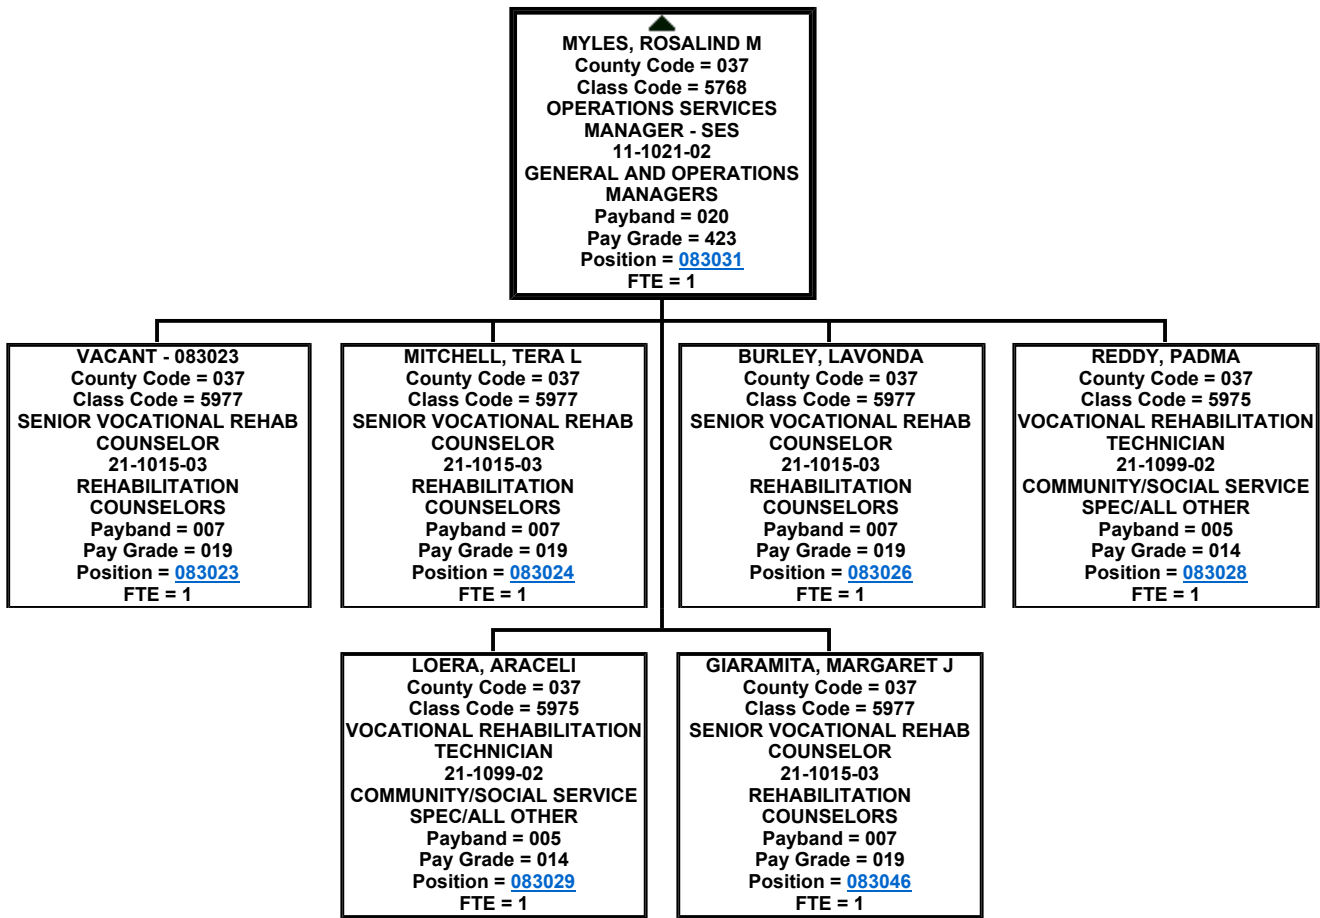 MYLES, ROSALIND M
County Code = 037
Class Code = 5768
OPERATIONS SERVICES
MANAGER - SES
11-1021-02
GENERAL AND OPERATIONS
MANAGERS
Payband = 020
Pay Grade = 423
Position = 083031
FTE = 1
VACANT - 083023
County Code = 037
Class Code = 5977
SENIOR VOCATIONAL REHAB
COUNSELOR
21-1015-03
REHABILITATION
COUNSELORS
Payband = 007
Pay Grade = 019
Position = 083023
FTE = 1
MITCHELL, TERA L
County Code = 037
Class Code = 5977
SENIOR VOCATIONAL REHAB
COUNSELOR
21-1015-03
REHABILITATION
COUNSELORS
Payband = 007
Pay Grade = 019
Position = 083024
FTE = 1
BURLEY, LAVONDA
County Code = 037
Class Code = 5977
SENIOR VOCATIONAL REHAB
COUNSELOR
21-1015-03
REHABILITATION
COUNSELORS
Payband = 007
Pay Grade = 019
Position = 083026
FTE = 1
REDDY, PADMA
County Code = 037
Class Code = 5975
VOCATIONAL REHABILITATION
TECHNICIAN
21-1099-02
COMMUNITY/SOCIAL SERVICE
SPEC/ALL OTHER
Payband = 005
Pay Grade = 014
Position = 083028
FTE = 1
LOERA, ARACELI
County Code = 037
Class Code = 5975
VOCATIONAL REHABILITATION
TECHNICIAN
21-1099-02
COMMUNITY/SOCIAL SERVICE
SPEC/ALL OTHER
Payband = 005
Pay Grade = 014
Position = 083029
FTE = 1
GIARAMITA, MARGARET J
County Code = 037
Class Code = 5977
SENIOR VOCATIONAL REHAB
COUNSELOR
21-1015-03
REHABILITATION
COUNSELORS
Payband = 007
Pay Grade = 019
Position = 083046
FTE = 1